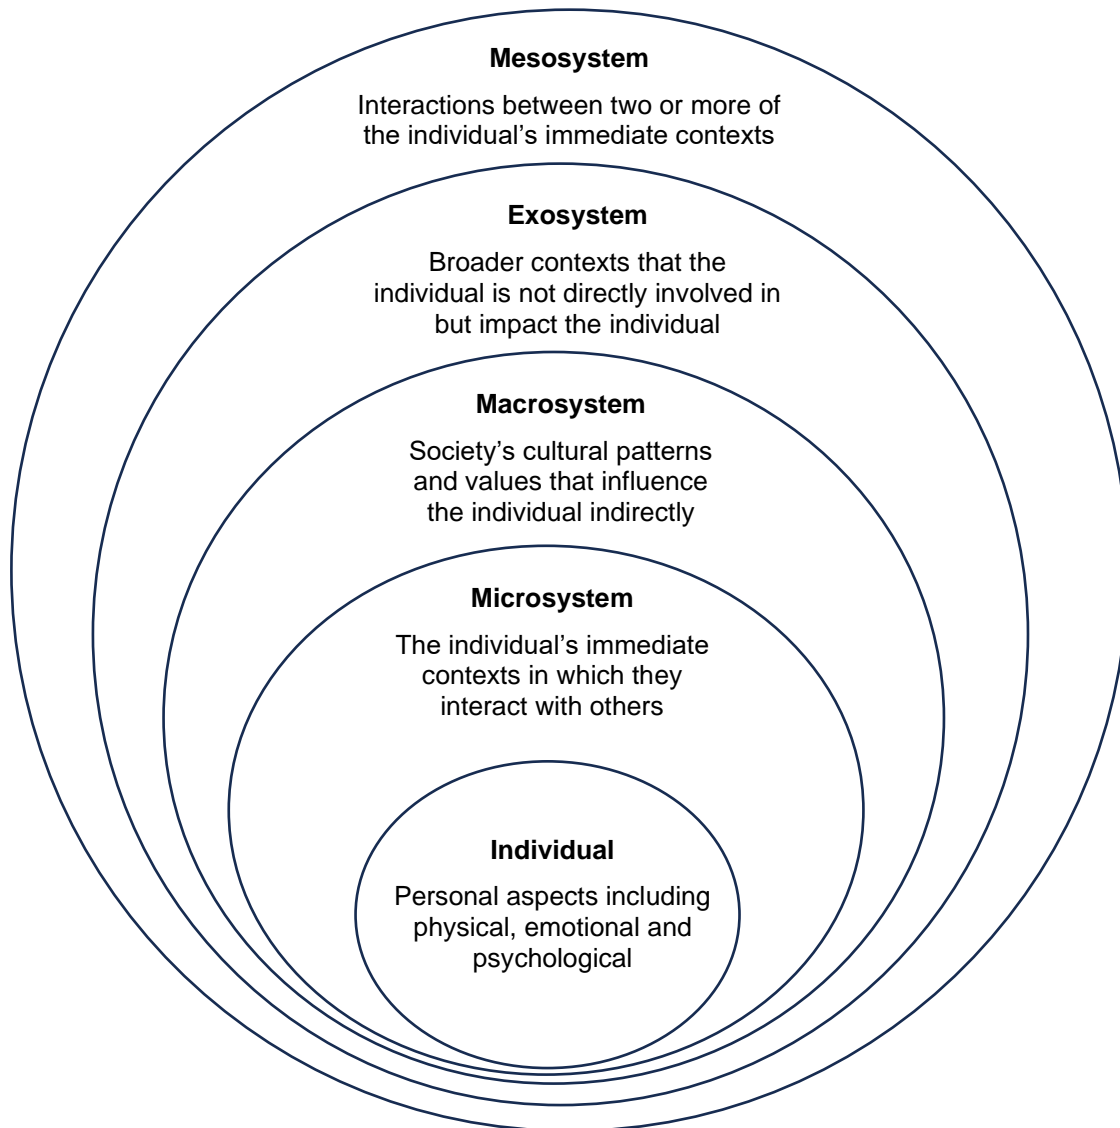 Mesosystem
Interactions between two or more of
the individual’s immediate contexts
Exosystem
Broader contexts that the
individual is not directly involved in
but impact the individual
Macrosystem
Society’s cultural patterns
and values that influence
the individual indirectly
Microsystem
The individual’s immediate
contexts in which they
interact with others
Individual
Personal aspects including
physical, emotional and
psychological